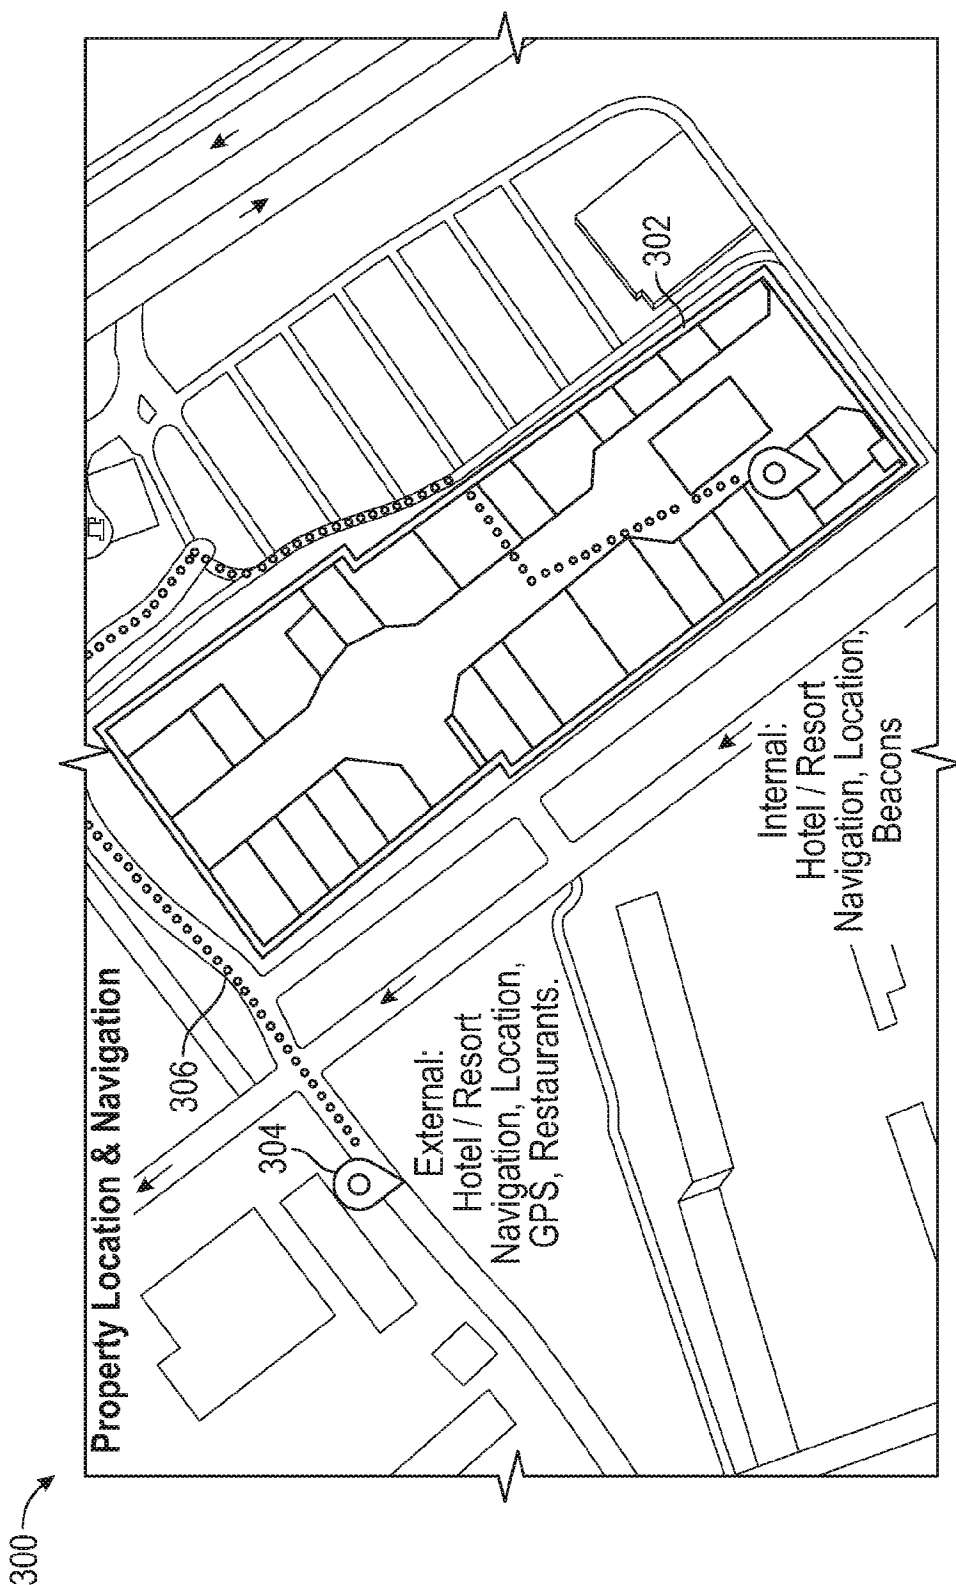 300
Property Location & Navigation
306
304
302
External:
Hotel / Resort
Navigation, Location,
GPS, Restaurants.
Internal:
Hotel / Resort
Navigation, Location,
Beacons